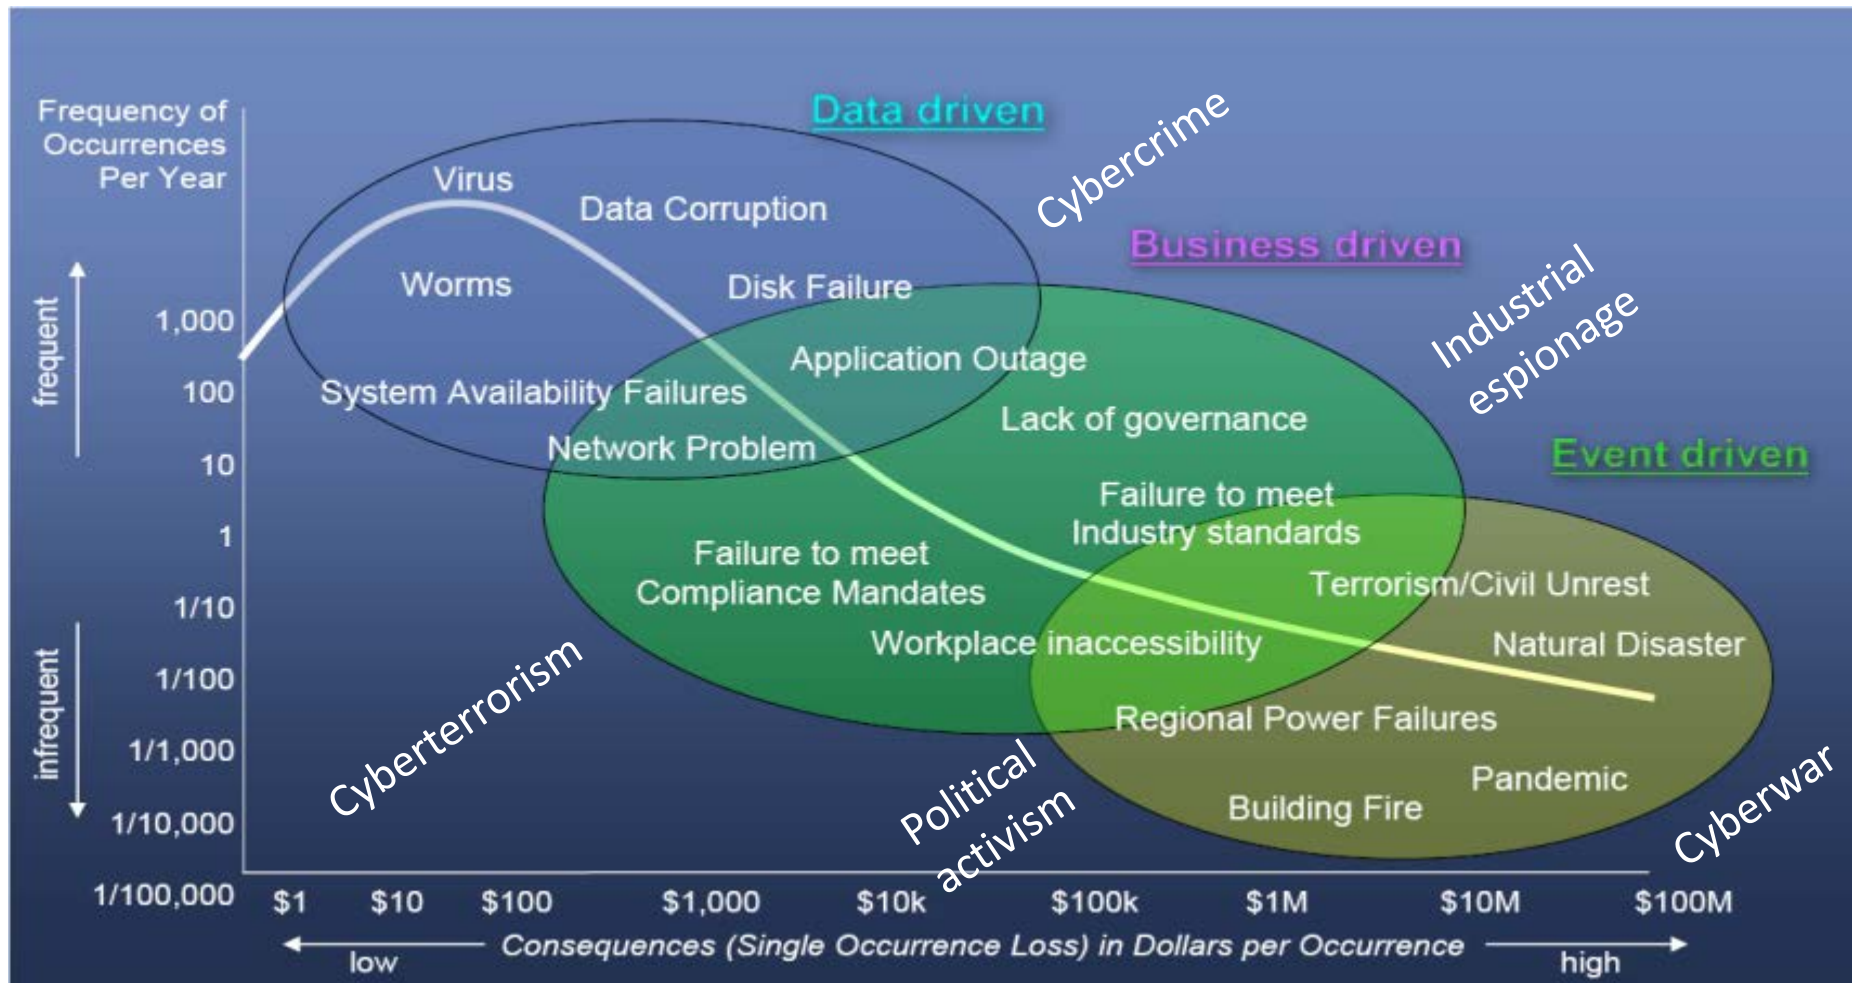 Frequency of
Occurrences
Per Year
Data driven
Cybercrime
Virus
Data Corruption
Business driven
Worms
Disk Failure
Industrial
espionage
frequent
1,000
Application Outage
100
System Availability Failures
Lack of governance
Network Problem
10
Event driven
Failure to meet
Industry standards
1
Failure to meet
Compliance Mandates
Terrorism/Civil Unrest
1/10
Workplace inaccessibility
Natural Disaster
1/100
infrequent
Cyberterrorism
Regional Power Failures
1/1,000
Political
activism
Pandemic
Building Fire
Cyberwar
1/10,000
1/100,000
$1 $10 $100 $1,000 $10k $100k $1M $10M $100M
Consequences (Single Occurrence Loss) in Dollars per Occurrence
low
high